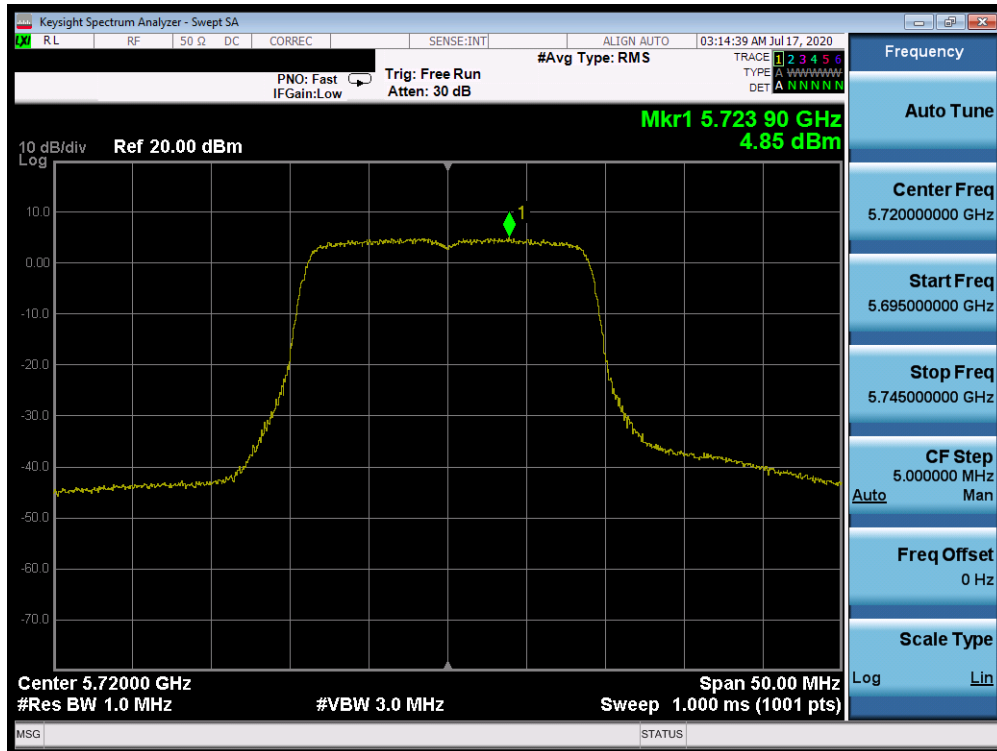 Keysight Spectrum Analyzer - Swept SA
LXI RL RF 50 Ω DC CORREC SENSE:INT ALIGN AUTO 03:14:39 AM Jul 17, 2020
#Avg Type: RMS
TRACE 1 2 3 4 5 6
TYPE A WWWWW
DET A N N N N N
PNO: Fast
IFGain:Low
Trig: Free Run
Atten: 30 dB
Mkr1 5.723 90 GHz
4.85 dBm
10 dB/div Ref 20.00 dBm
Log
1
10.0
0.00
-10.0
-20.0
-30.0
-40.0
-50.0
-60.0
-70.0
Center 5.72000 GHz Span 50.00 MHz
#Res BW 1.0 MHz #VBW 3.0 MHz Sweep 1.000 ms (1001 pts)
MSG STATUS
Frequency
Auto Tune
Center Freq
5.720000000 GHz
Start Freq
5.695000000 GHz
Stop Freq
5.745000000 GHz
CF Step
5.000000 MHz
Auto Man
Freq Offset
0 Hz
Scale Type
Log Lin